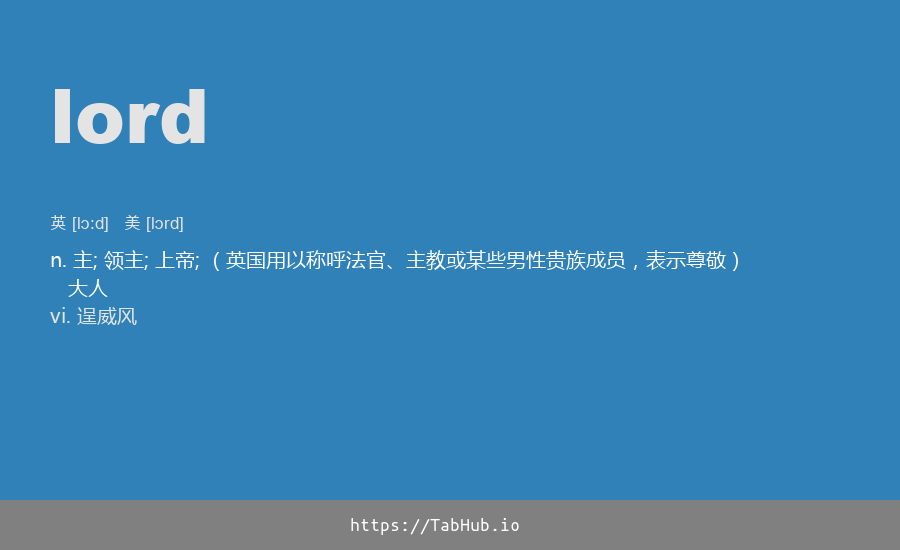 lord
英 [lɔ:d] 美 [lɔrd]
n. 主; 领主; 上帝; （英国用以称呼法官、主教或某些男性贵族成员，表示尊敬）
大人
vi. 逞威风
https://TabHub.io